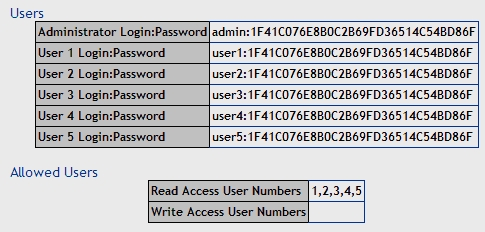 Users
Administrator Login:Password admin:1F41C076E8B0C2B69FD36514C54BD86F
User 1 Login:Password user1:1F41C076E8B0C2B69FD36514C54BD86F
User 2 Login:Password user2:1F41C076E8B0C2B69FD36514C54BD86F
User 3 Login:Password user3:1F41C076E8B0C2B69FD36514C54BD86F
User 4 Login:Password user4:1F41C076E8B0C2B69FD36514C54BD86F
User 5 Login:Password user5:1F41C076E8B0C2B69FD36514C54BD86F
Allowed Users
Read Access User Numbers 1,2,3,4,5
Write Access User Numbers